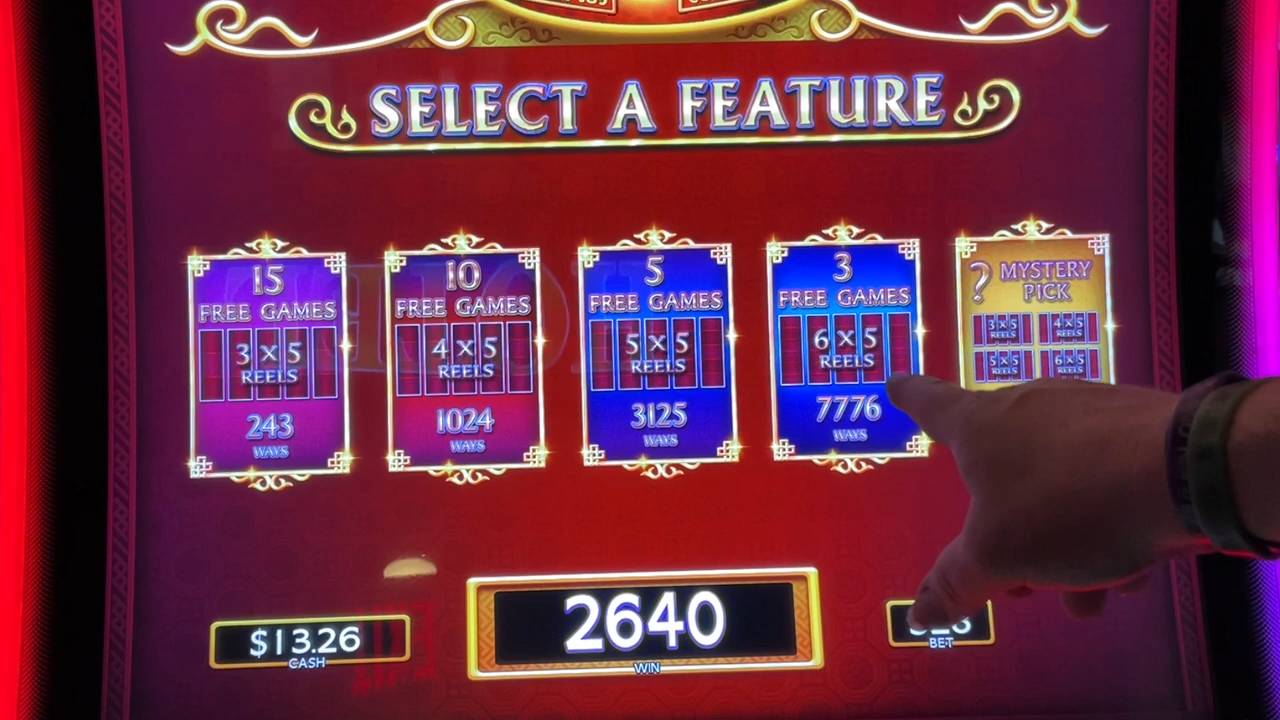 SELECT A FEATURE
15
FREE GAMES
3 X 5
REELS
243
WAYS
10
FREE GAMES
4 X 5
REELS
1024
WAYS
5
FREE GAMES
5 X 5
REELS
3125
WAYS
3
FREE GAMES
6 X 5
REELS
7776
WAYS
? MYSTERY
PICK
3 X 5
REELS
4 X 5
REELS
5 X 5
REELS
6 X 5
REELS
$13.26
CASH
2640
WIN
BET